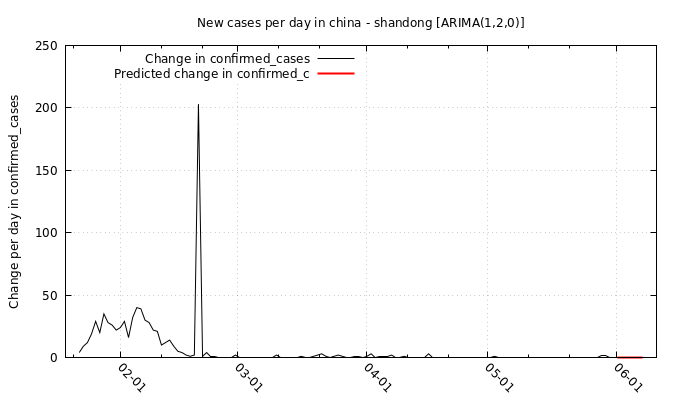 New cases per day in china - shandong [ARIMA(1,2,0)]
Change in confirmed_cases
Predicted change in confirmed_c
Change per day in confirmed_cases
250
200
150
100
50
0
02-01
03-01
04-01
05-01
06-01